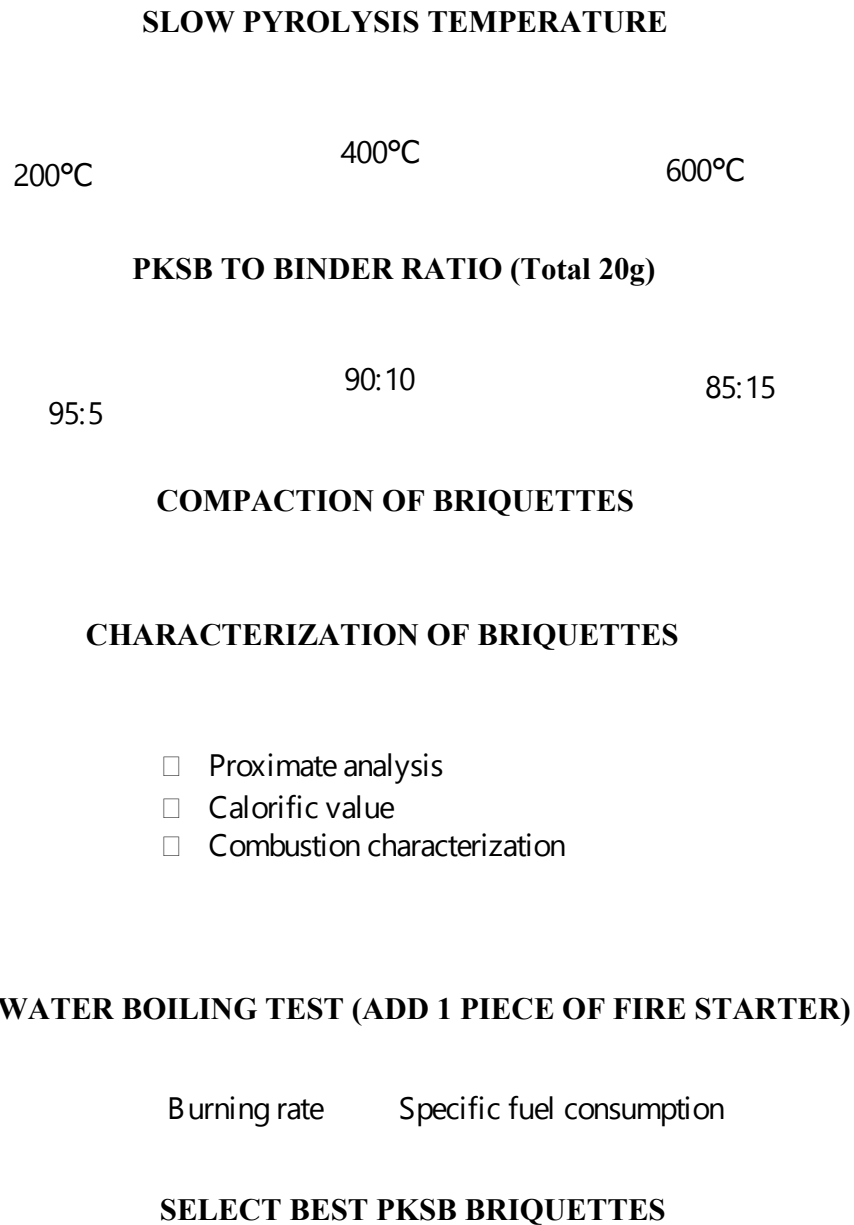 SLOW PYROLYSIS TEMPERATURE
200℃ 400℃ 600℃
PKSB TO BINDER RATIO (Total 20g)
95:5 90:10 85:15
COMPACTION OF BRIQUETTES
CHARACTERIZATION OF BRIQUETTES
□ Proximate analysis
□ Calorific value
□ Combustion characterization
WATER BOILING TEST (ADD 1 PIECE OF FIRE STARTER)
Burning rate Specific fuel consumption
SELECT BEST PKSB BRIQUETTES